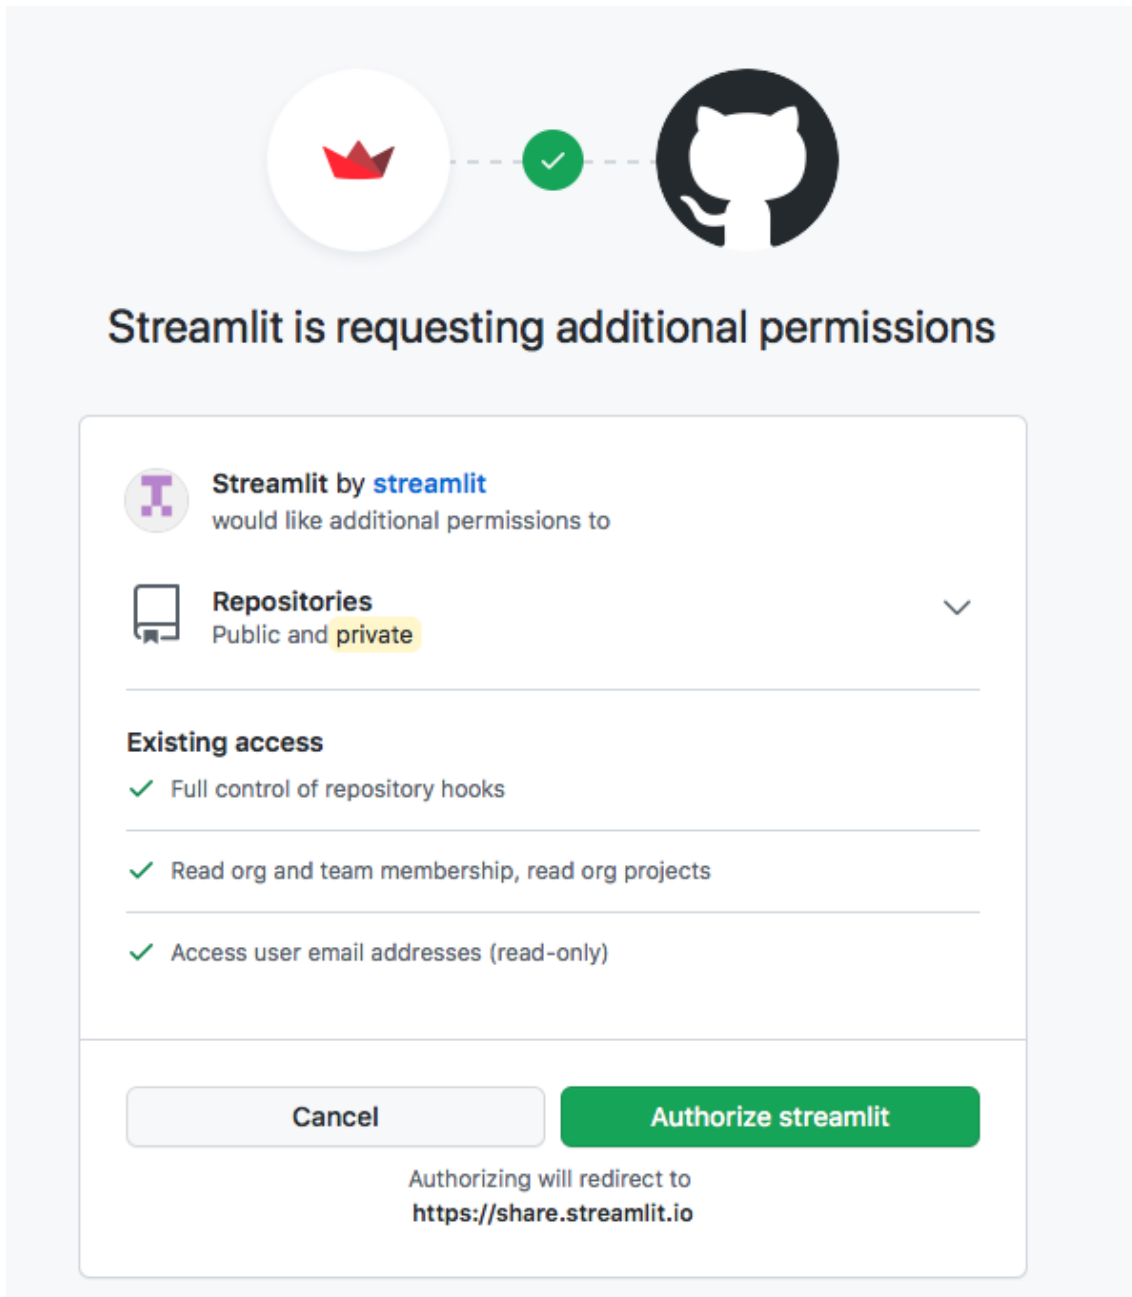 Streamlit is requesting additional permissions
Streamlit by streamlit
would like additional permissions to
Repositories
Public and private
Existing access
Full control of repository hooks
Read org and team membership, read org projects
Access user email addresses (read-only)
Cancel
Authorize streamlit
Authorizing will redirect to
https://share.streamlit.io